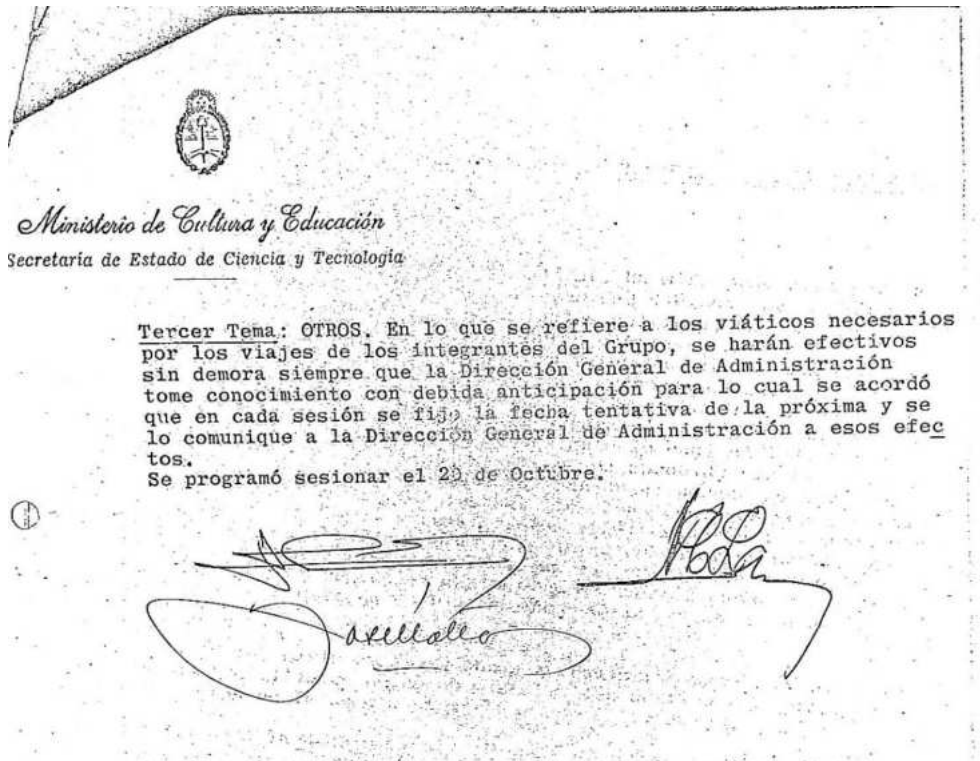 Ministerio de Cultura y Educación
Secretaría de Estado de Ciencia y Tecnología
Tercer Tema: OTROS. En lo que se refiere a los viáticos necesarios
por los viajes de los integrantes del Grupo, se harán efectivos
sin demora siempre que la Dirección General de Administración
tome conocimiento con debida anticipación para lo cual se acordó
que en cada sesión se fije la fecha tentativa de la próxima y se
lo comunique a la Dirección General de Administración a esos efec
tos.
Se programó sesionar el 20 de Octubre.